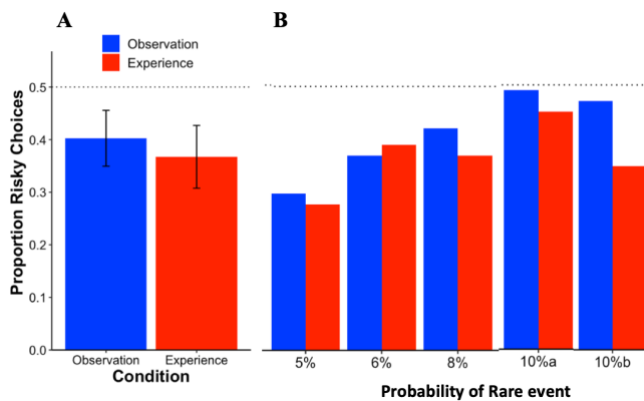 A
B
Observation
Experience
Proportion Risky Choices
0.5
0.4
0.3
0.2
0.1
0.0
Observation Experience
Condition
5% 6% 8% 10%a 10%b
Probability of Rare event